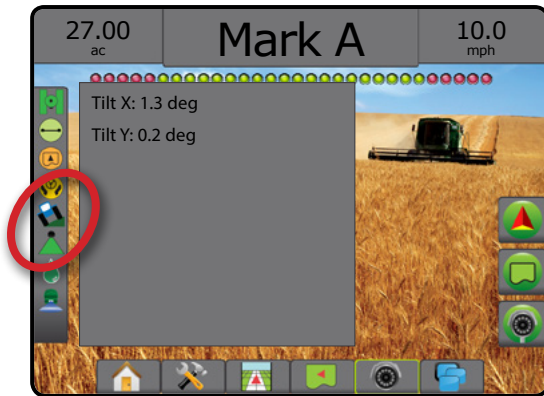 27.00
ac
Mark A
10.0
mph
Tilt X: 1.3 deg
Tilt Y: 0.2 deg